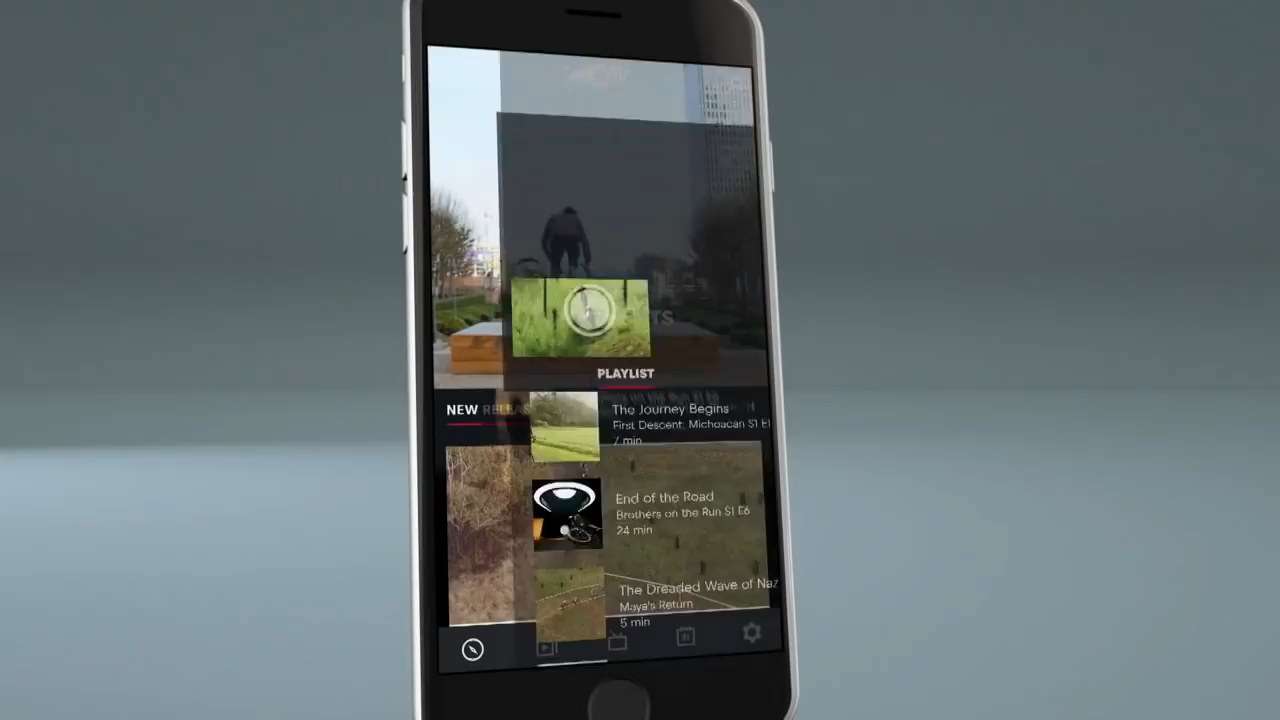 PLAYLIST
NEW
The Journey Begins
First Descent: Michoacan S1 E1
7 min
End of the Road
Brothers on the Run S1 E6
24 min
The Dreaded Wave of Naz
Maya's Return
5 min